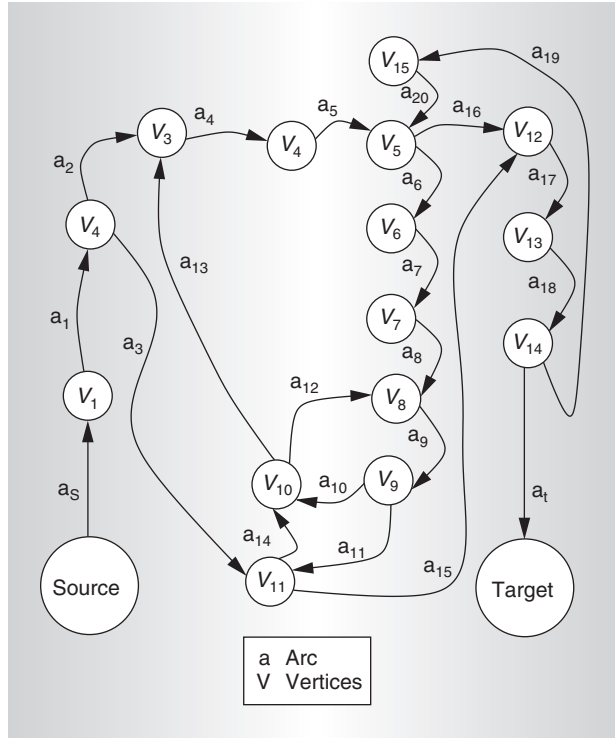 V15
a19
a20
a4
a5
a16
V3
V4
V5
V12
a2
a6
a17
V4
V6
V13
a13
a7
a18
a1
a3
V7
V14
a8
a12
V1
V8
a9
aS
V10
a10
V9
at
a14
a11
a15
V11
Source
Target
a Arc
V Vertices